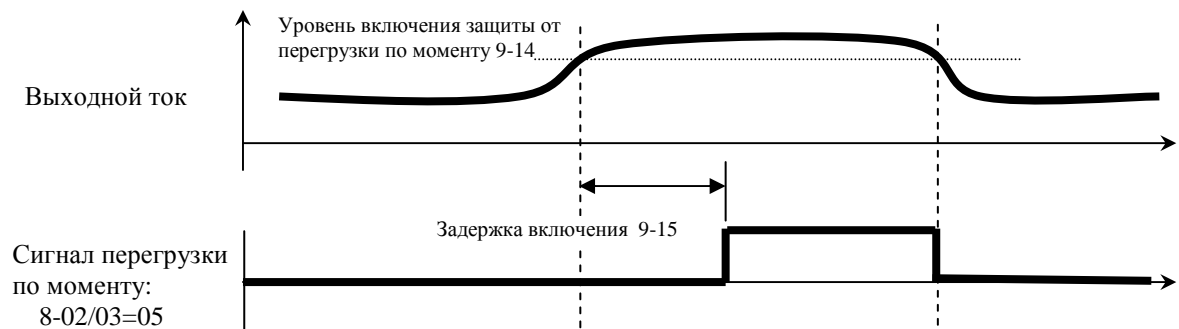 Уровень включения защиты от
перегрузки по моменту 9-14
Выходной ток
Задержка включения 9-15
Сигнал перегрузки
по моменту:
8-02/03=05